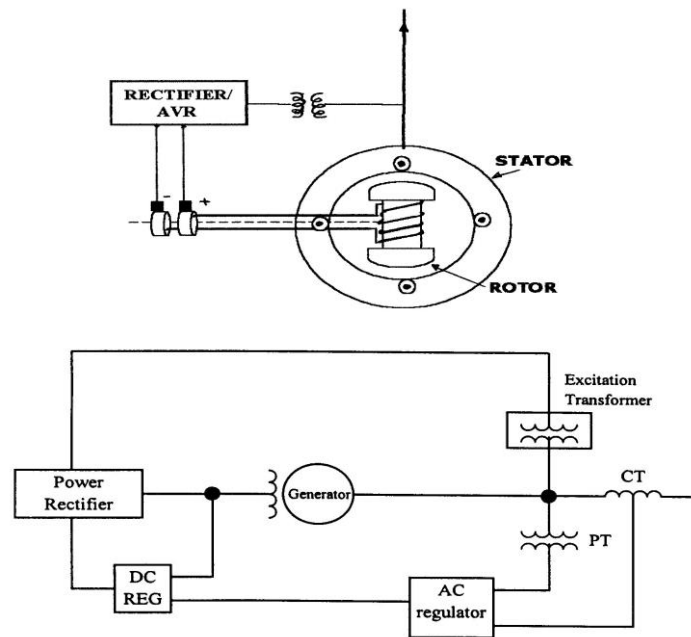 RECTIFIER/
AVR
- +
STATOR
ROTOR
Excitation
Transformer
CT
Power
Rectifier
Generator
PT
DC
REG
AC
regulator